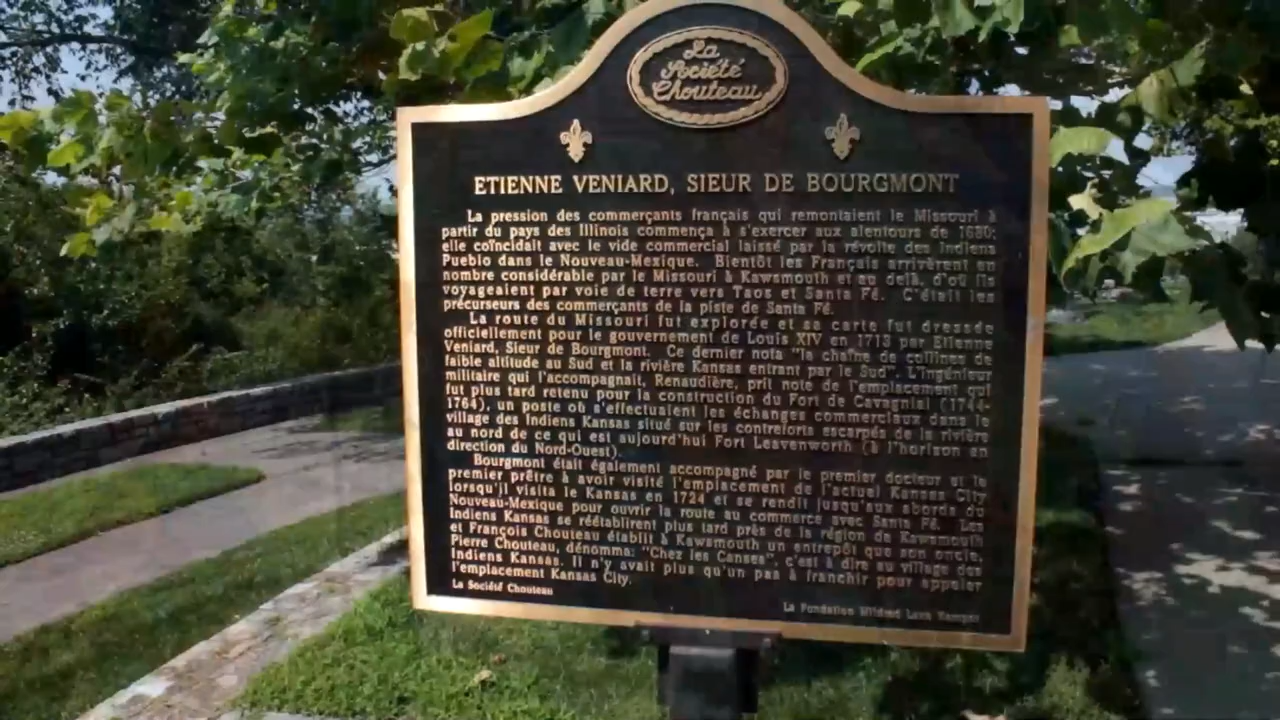 La
Société
Chouteau
ETIENNE VENIARD, SIEUR DE BOURGMONT
La pression des commerçants français qui remontaient le Missouri à
partir du pays des Illinois commença à s'exercer aux alentours de 1680;
elle coïncidait avec le vide commercial laissé par la révolte des Indiens
Pueblo dans le Nouveau-Mexique. Bientôt les Français arrivèrent en
nombre considérable par le Missouri à Kawsmouth et au delà, d'où ils
voyageaient par voie de terre vers Taos et Santa Fé. C'était les
précurseurs des commerçants de la piste de Santa Fé.
La route du Missouri fut explorée et sa carte fut dressée
officiellement pour le gouvernement de Louis XIV en 1713 par Etienne
Veniard, Sieur de Bourgmont. Ce dernier nota "la chaîne de collines de
faible altitude au Sud et la rivière Kansas entrant par le Sud". L'ingénieur
militaire qui l'accompagnait, Renaudière, prit note de l'emplacement qui
fut plus tard retenu pour la construction du Fort de Cavagnial (1744-
1764), un poste où s'effectuaient les échanges commerciaux dans le
village des Indiens Kansas situé sur les contreforts escarpés de la rivière
au nord de ce qui est aujourd'hui Fort Leavenworth (à l'horizon en
direction du Nord-Ouest).
Bourgmont était également accompagné par le premier docteur et le
premier prêtre à avoir visité l'emplacement de l'actuel Kansas City
lorsqu'il visita le Kansas en 1724 et se rendit jusqu'aux abords du
Nouveau-Mexique pour ouvrir la route au commerce avec Santa Fé. Les
Indiens Kansas se réétablirent plus tard près de la région de Kawsmouth
et François Chouteau établit à Kawsmouth un entrepôt que son oncle,
Pierre Chouteau, dénomma: "Chez les Canses", c'est à dire au village des
Indiens Kansas. Il n'y avait plus qu'un pas à franchir pour appeler
l'emplacement Kansas City.
La Société Chouteau
La Fondation Mildred Lane Kemper